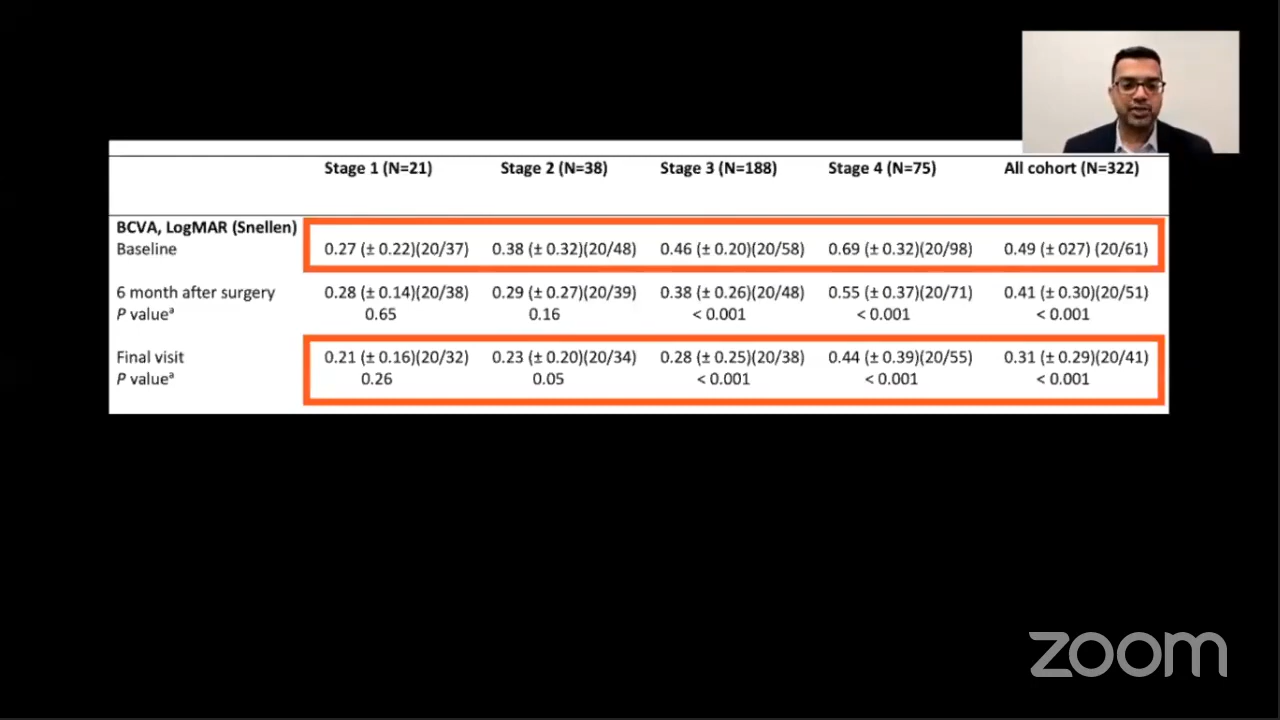 Stage 1 (N=21) Stage 2 (N=38) Stage 3 (N=188) Stage 4 (N=75) All cohort (N=322)
BCVA, LogMAR (Snellen)
Baseline 0.27 (± 0.22)(20/37) 0.38 (± 0.32)(20/48) 0.46 (± 0.20)(20/58) 0.69 (± 0.32)(20/98) 0.49 (± 027) (20/61)
6 month after surgery 0.28 (± 0.14)(20/38) 0.29 (± 0.27)(20/39) 0.38 (± 0.26)(20/48) 0.55 (± 0.37)(20/71) 0.41 (± 0.30)(20/51)
P valueᵃ 0.65 0.16 < 0.001 < 0.001 < 0.001
Final visit 0.21 (± 0.16)(20/32) 0.23 (± 0.20)(20/34) 0.28 (± 0.25)(20/38) 0.44 (± 0.39)(20/55) 0.31 (± 0.29)(20/41)
P valueᵃ 0.26 0.05 < 0.001 < 0.001 < 0.001
zoom